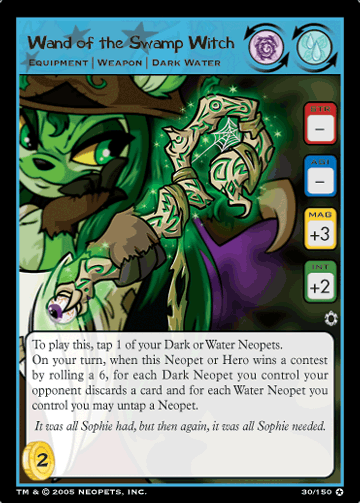 Wand of the Swamp Witch
Equipment | Weapon | Dark Water
STR
–
AGI
–
MAG
+3
INT
+2
To play this, tap 1 of your Dark or Water Neopets.
On your turn, when this Neopet or Hero wins a contest
by rolling a 6, for each Dark Neopet you control your
opponent discards a card and for each Water Neopet you
control you may untap a Neopet.
It was all Sophie had, but then again, it was all Sophie needed.
2
TM & © 2005 NEOPETS, INC.
30/150